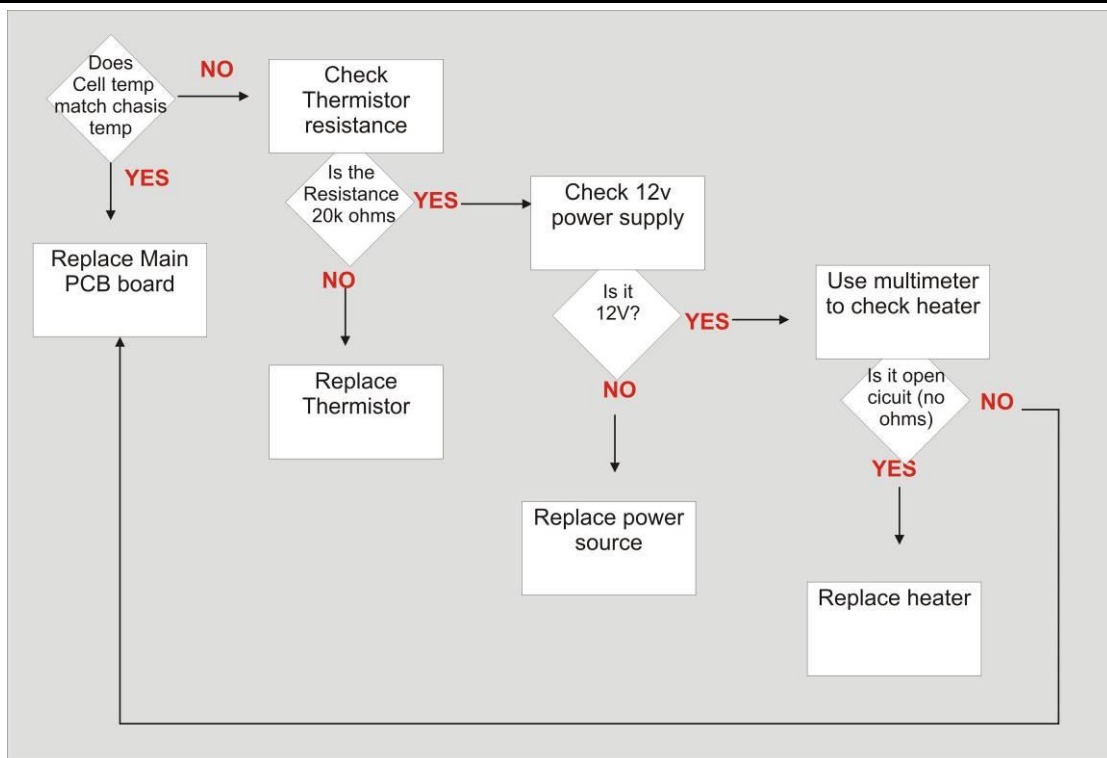 Does
Cell temp
match chasis
temp
NO
YES
Check
Thermistor
resistance
Is the
Resistance
20k ohms
YES
NO
Replace Main
PCB board
Replace
Thermistor
Check 12v
power supply
Is it
12V?
YES
NO
Replace power
source
Use multimeter
to check heater
Is it open
cicuit (no
ohms)
NO
YES
Replace heater